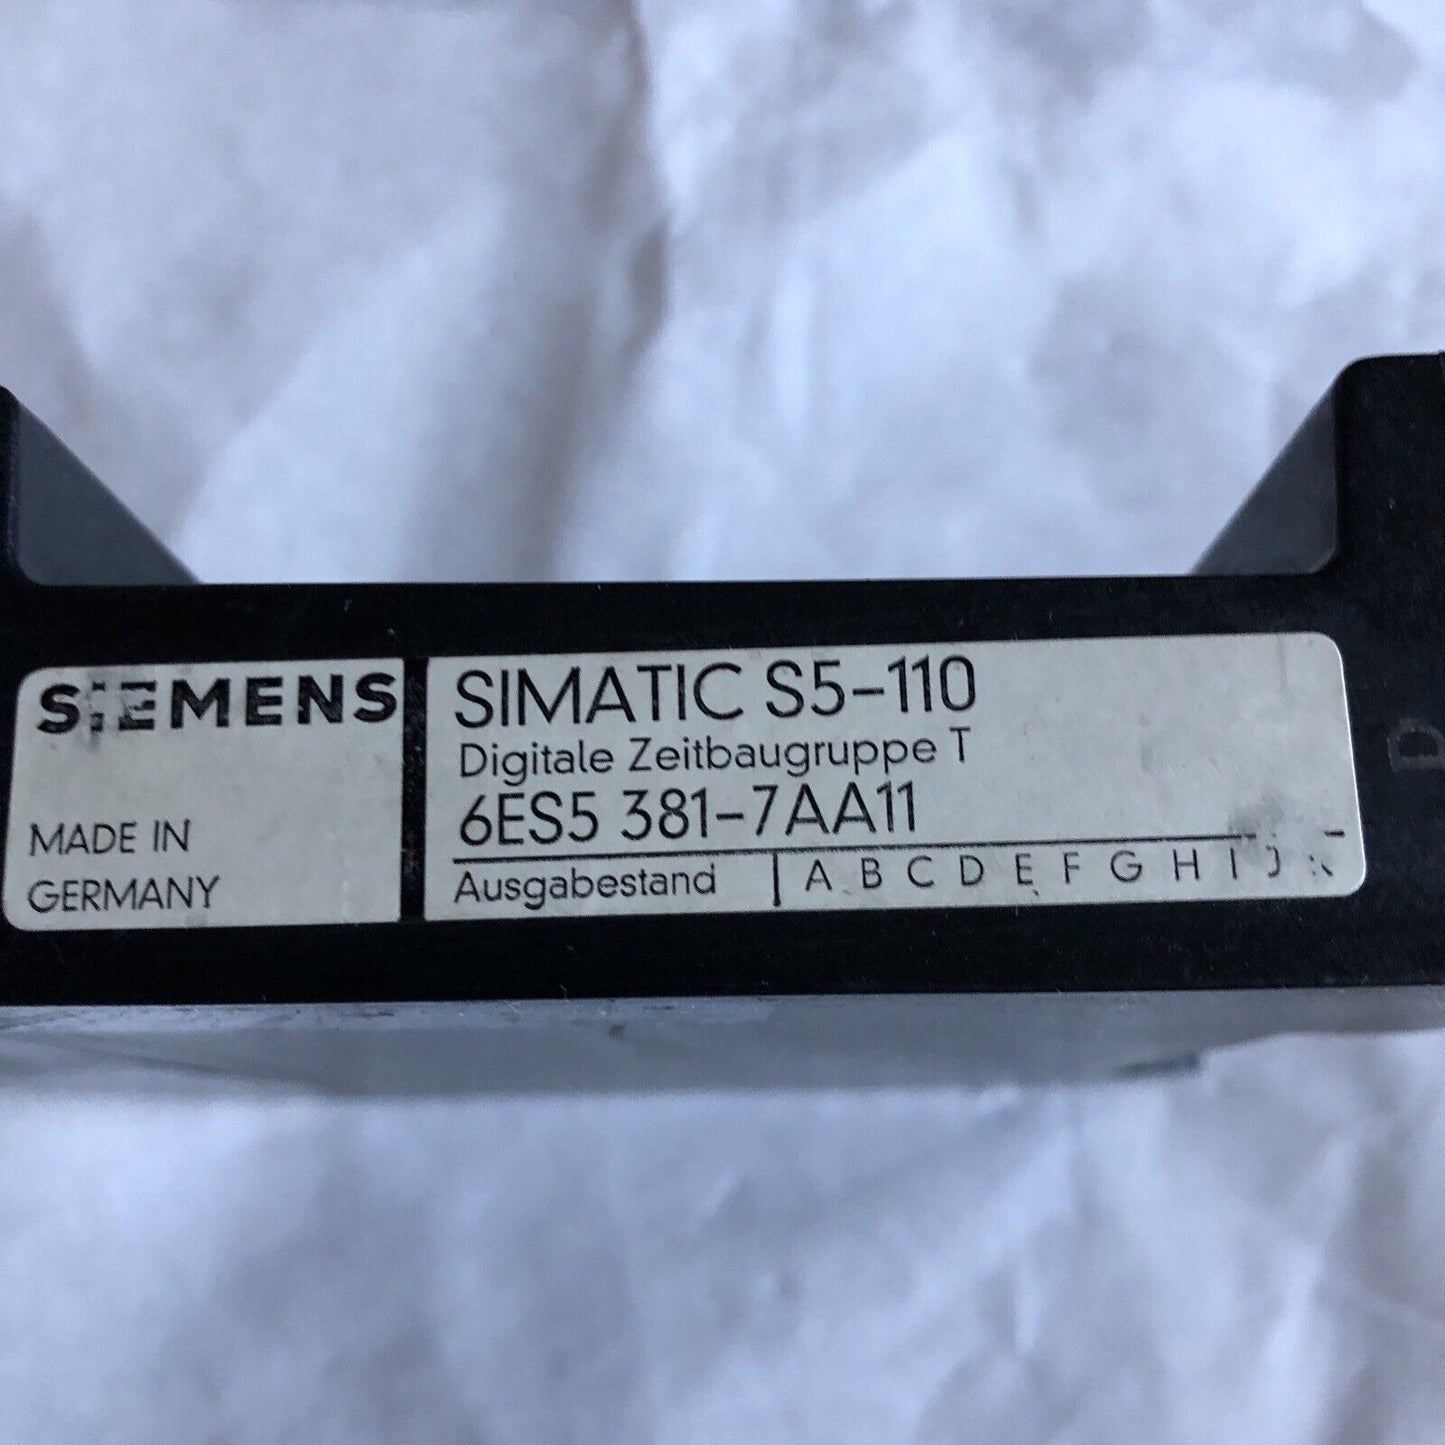 SIEMENS
MADE IN
GERMANY
SIMATIC S5-110
Digitale Zeitbaugruppe T
6ES5 381-7AA11
Ausgabestand | A B C D E F G H I J K
D